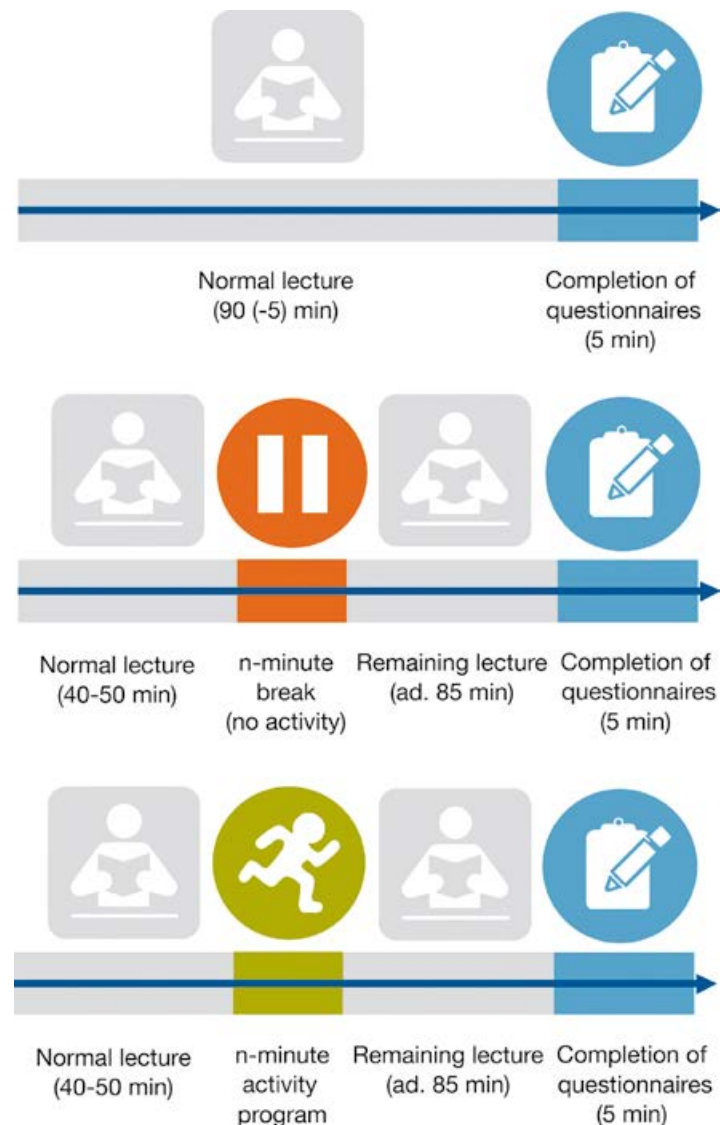 Normal lecture
(90 (-5) min)
Completion of
questionnaires
(5 min)
Normal lecture
(40-50 min)
n-minute
break
(no activity)
Remaining lecture
(ad. 85 min)
Completion of
questionnaires
(5 min)
Normal lecture
(40-50 min)
n-minute
activity
program
Remaining lecture
(ad. 85 min)
Completion of
questionnaires
(5 min)